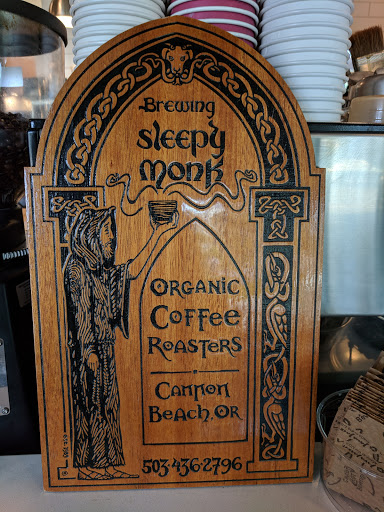 Brewing
Sleepy
Monk
Organic
Coffee
Roasters
Cannon
Beach, OR
503·436·2796